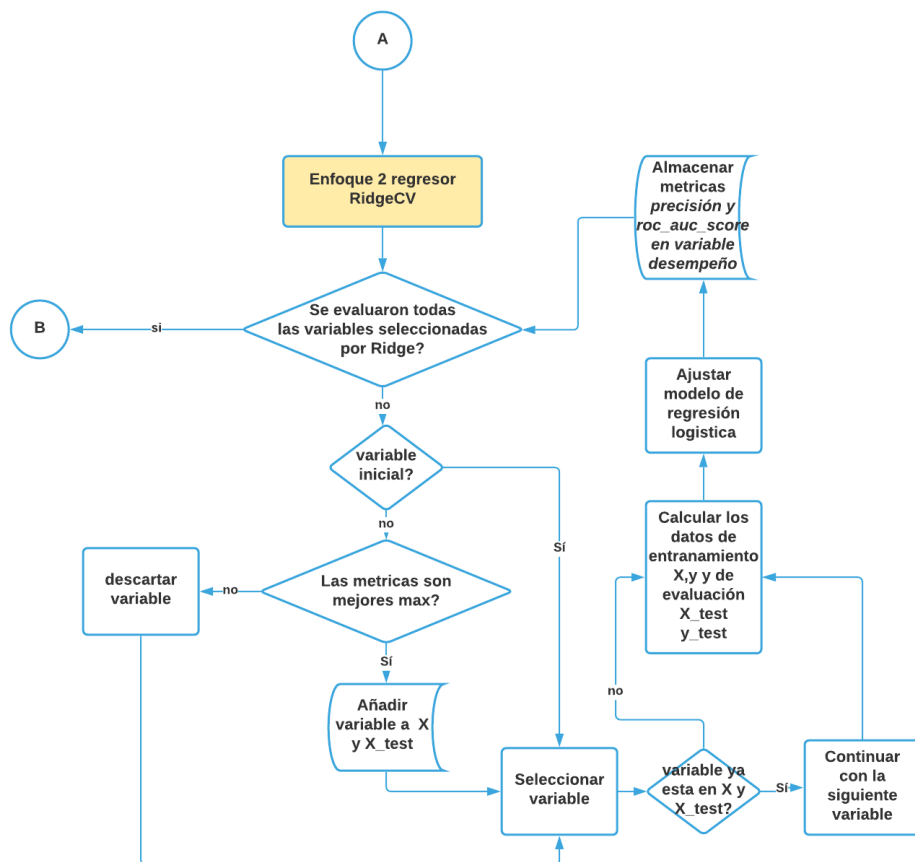 A
Enfoque 2 regresor
RidgeCV
Almacenar
metricas
precisión y
roc_auc_score
en variable
desempeño
Se evaluaron todas
las variables seleccionadas
por Ridge?
si
B
no
Ajustar
modelo de
regresión
logistica
variable
inicial?
no
Sí
Calcular los
datos de
entranamiento
X,y y de
evaluación
X_test
y_test
Las metricas son
mejores max?
no
descartar
variable
Sí
Añadir
variable a X
y X_test
Seleccionar
variable
variable ya
esta en X y
X_test?
no
Sí
Continuar
con la
siguiente
variable